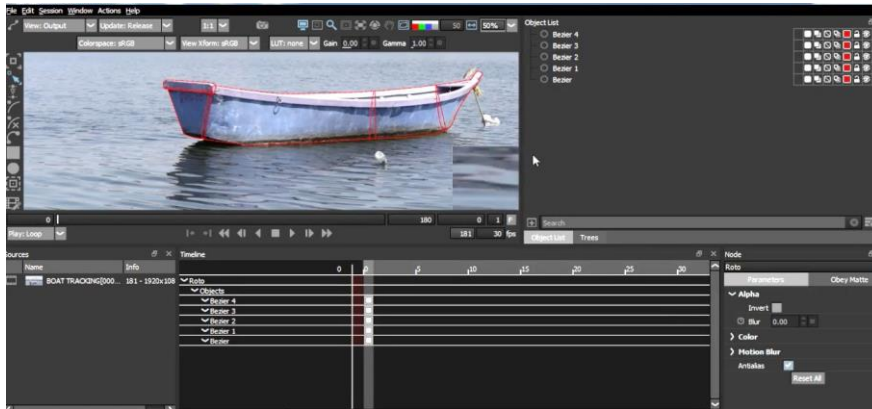 File Edit Session Window Actions Help
View: Output Update: Release 1:1 50 50%
Colorspace: sRGB View Xform: sRGB LUT: none Gain 0.00 Gamma 1.00
0 180 0 1
Play: Loop 181 30 fps
Object List
Bezier 4
Bezier 3
Bezier 2
Bezier 1
Bezier
Search
Object List Trees
Sources
Name Info
BOAT TRACKING[000... 181 - 1920x108
Timeline
0 0 5 10 15 20 25 30
Roto
Objects
Bezier 4
Bezier 3
Bezier 2
Bezier 1
Bezier
Node
Roto
Parameters Obey Matte
Alpha
Invert
Blur 0.00
Color
Motion Blur
Antialias
Reset All